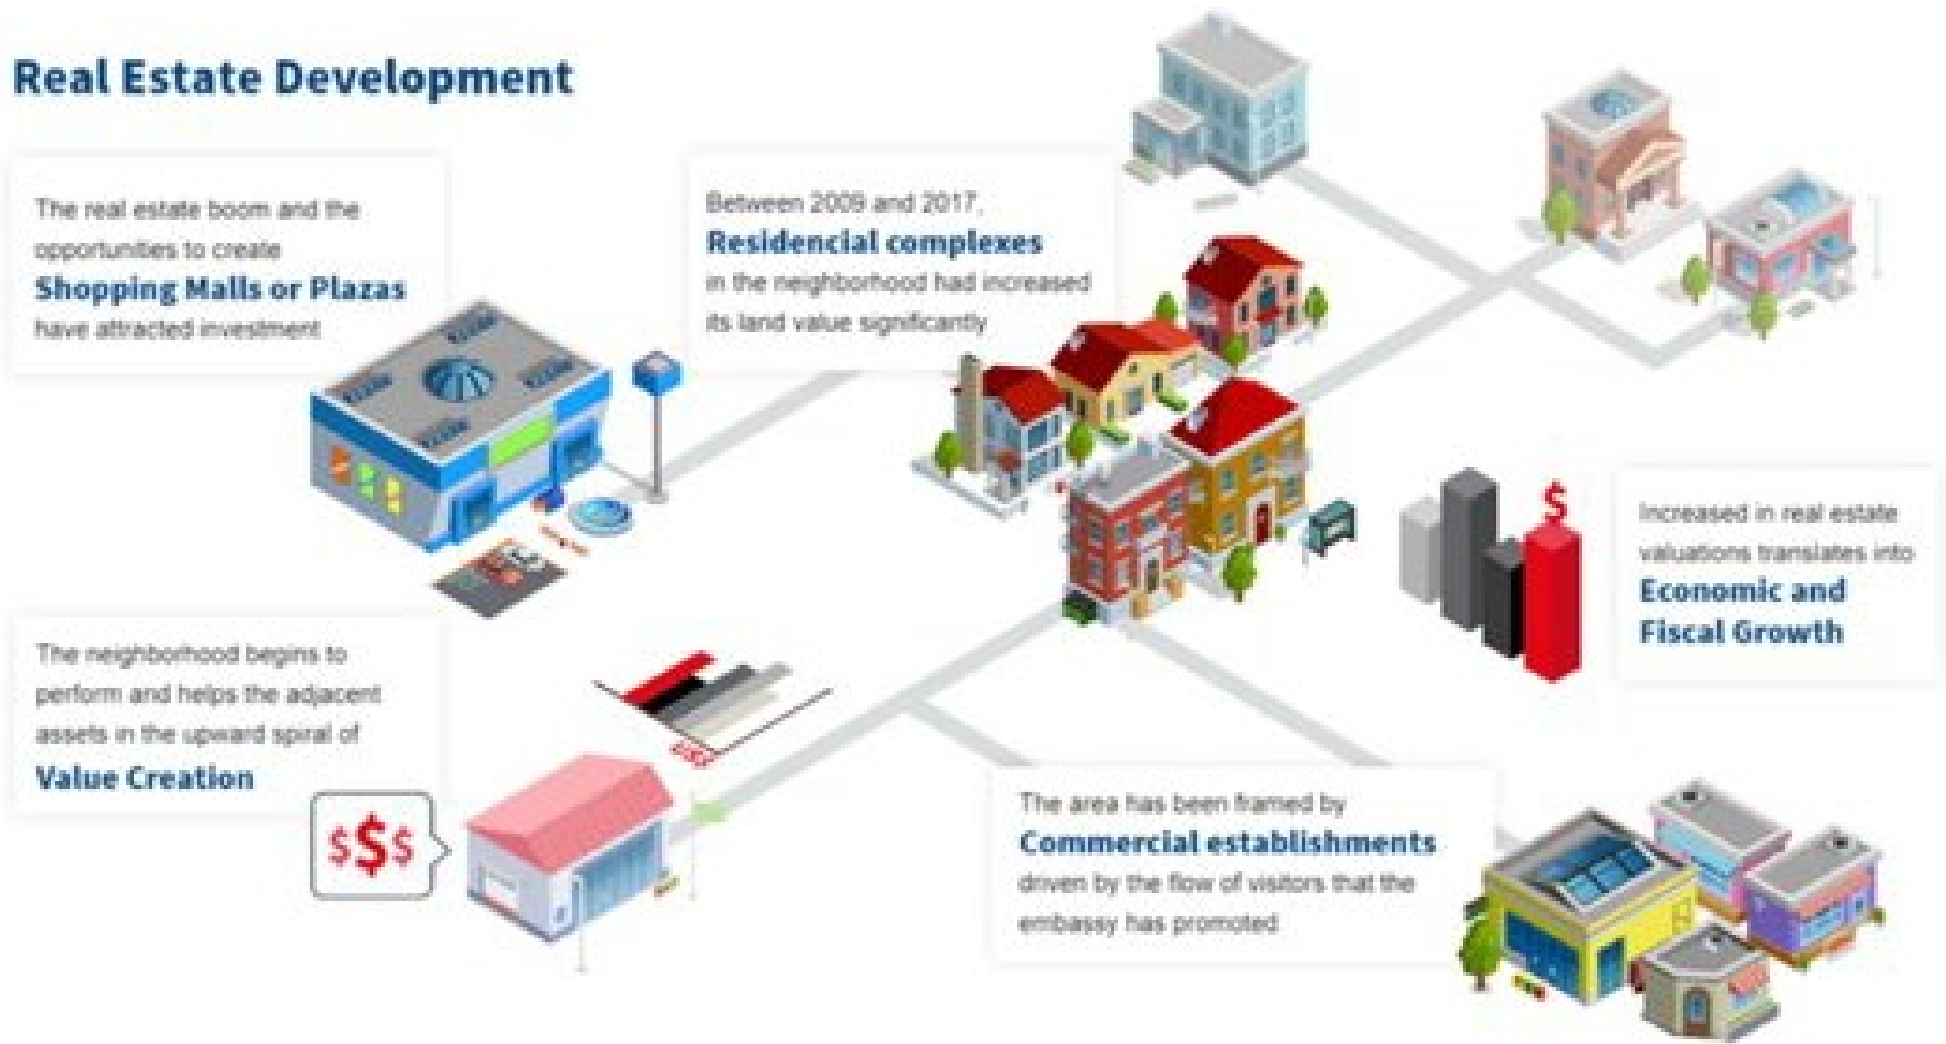 Real Estate Development
The real estate boom and the
opportunities to create
Shopping Malls or Plazas
have attracted investment
Between 2009 and 2017,
Residencial complexes
in the neighborhood had increased
its land value significantly
Increased in real estate
valuations translates into
Economic and
Fiscal Growth
$
The neighborhood begins to
perform and helps the adjacent
assets in the upward spiral of
Value Creation
$$$
The area has been framed by
Commercial establishments
driven by the flow of visitors that the
embassy has promoted